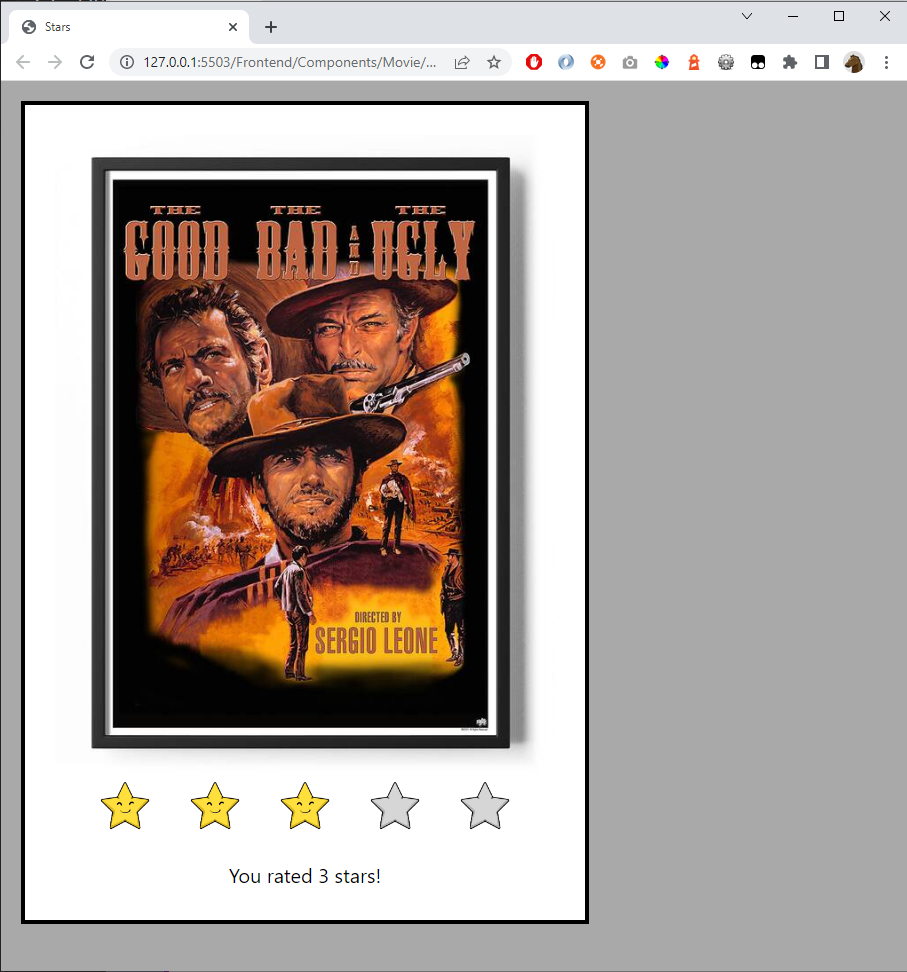 Stars
127.0.0.1:5503/Frontend/Components/Movie/...
THE THE THE
GOOD BAD AND UGLY
DIRECTED BY
SERGIO LEONE
You rated 3 stars!